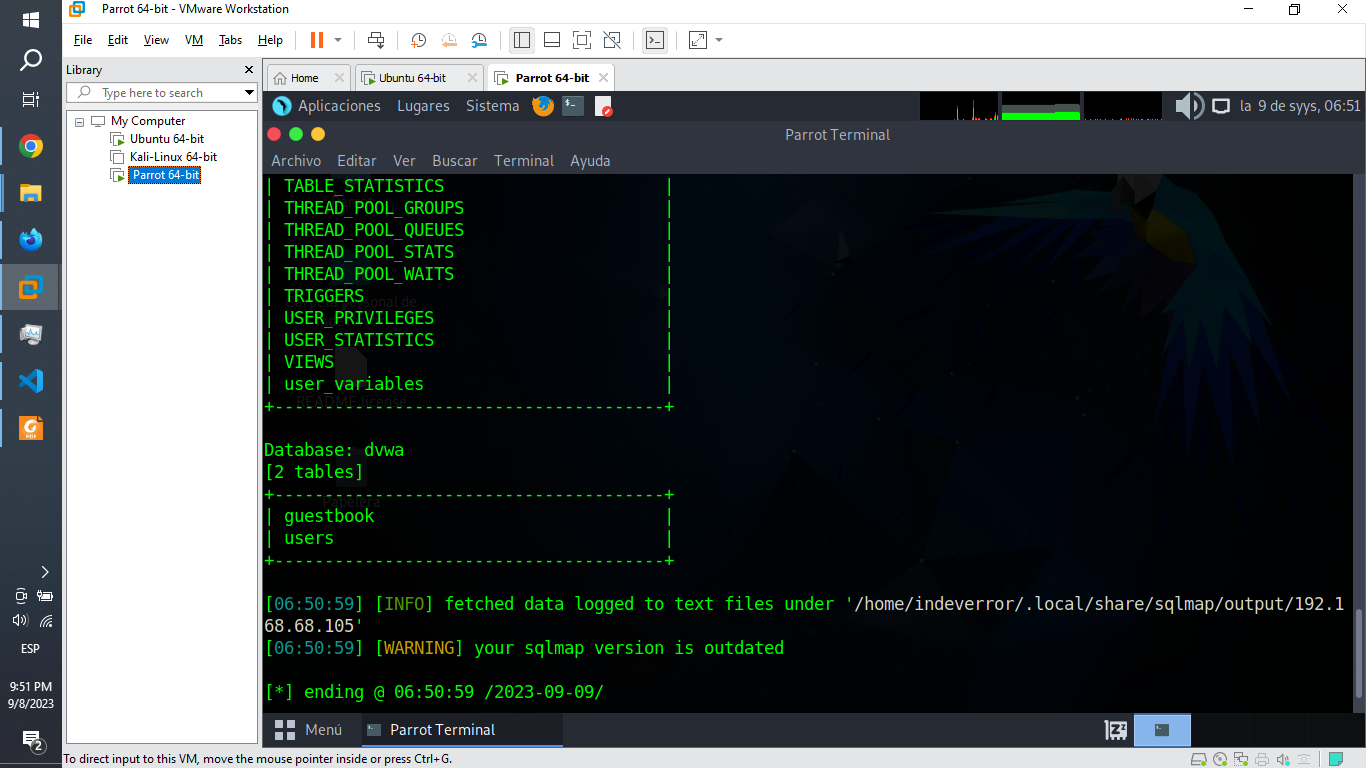 Parrot 64-bit - VMware Workstation
File Edit View VM Tabs Help
Library
Type here to search
My Computer
Ubuntu 64-bit
Kali-Linux 64-bit
Parrot 64-bit
Home
Ubuntu 64-bit
Parrot 64-bit
Aplicaciones Lugares Sistema
la 9 de syys, 06:51
Parrot Terminal
Archivo Editar Ver Buscar Terminal Ayuda
| TABLE_STATISTICS |
| THREAD_POOL_GROUPS |
| THREAD_POOL_QUEUES |
| THREAD_POOL_STATS |
| THREAD_POOL_WAITS |
| TRIGGERS |
| USER_PRIVILEGES |
| USER_STATISTICS |
| VIEWS |
| user_variables |
+---------------------------------------+
Database: dvwa
[2 tables]
+---------------------------------------+
| guestbook |
| users |
+---------------------------------------+
[06:50:59] [INFO] fetched data logged to text files under '/home/indeverror/.local/share/sqlmap/output/192.1
68.68.105'
[06:50:59] [WARNING] your sqlmap version is outdated
[*] ending @ 06:50:59 /2023-09-09/
README.license
Papelera
Menú
Parrot Terminal
ESP
9:51 PM
9/8/2023
2
To direct input to this VM, move the mouse pointer inside or press Ctrl+G.